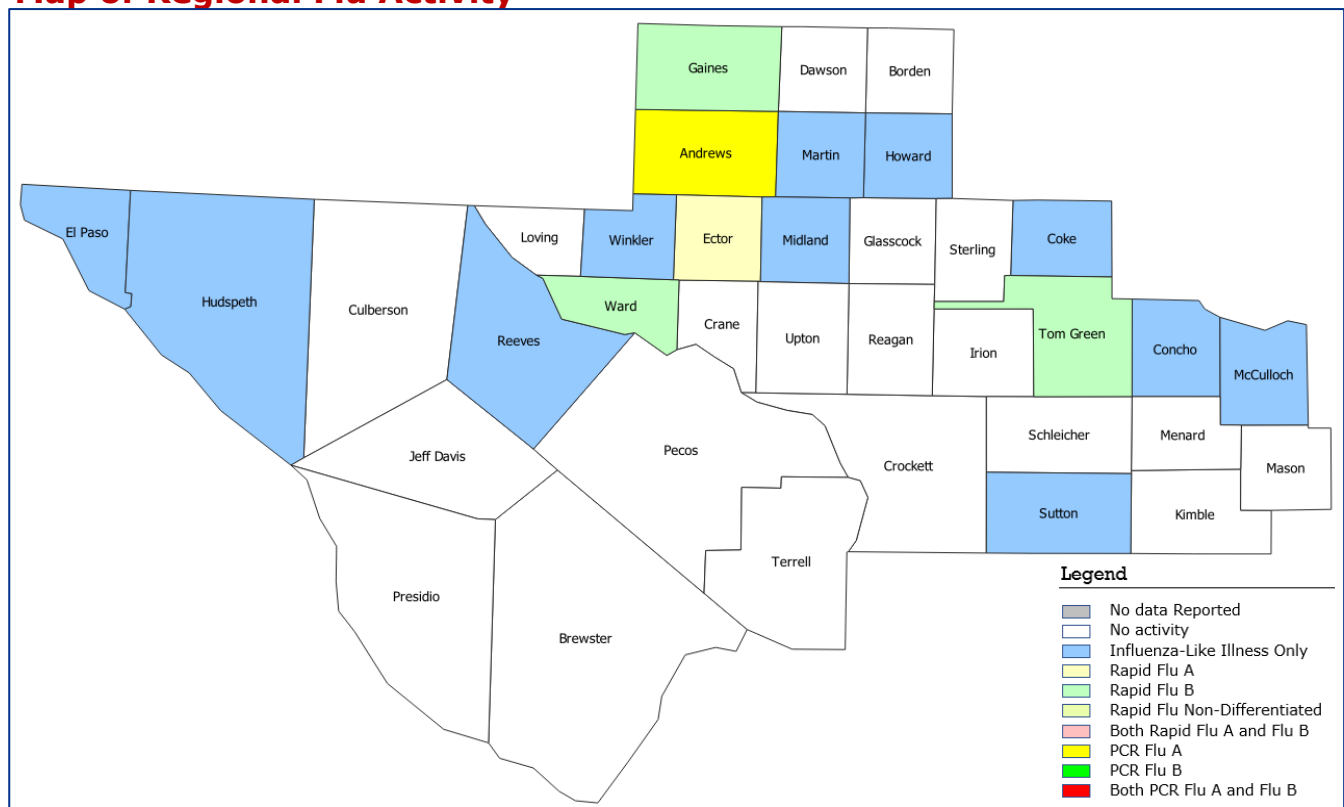 Map of Regional Flu Activity
Gaines
Dawson
Borden
Andrews
Martin
Howard
El Paso
Hudspeth
Culberson
Loving
Winkler
Ector
Midland
Glasscock
Sterling
Coke
Reeves
Ward
Crane
Upton
Reagan
Irion
Tom Green
Concho
McCulloch
Jeff Davis
Pecos
Crockett
Schleicher
Menard
Mason
Presidio
Brewster
Terrell
Sutton
Kimble
Legend
No data Reported
No activity
Influenza-Like Illness Only
Rapid Flu A
Rapid Flu B
Rapid Flu Non-Differentiated
Both Rapid Flu A and Flu B
PCR Flu A
PCR Flu B
Both PCR Flu A and Flu B